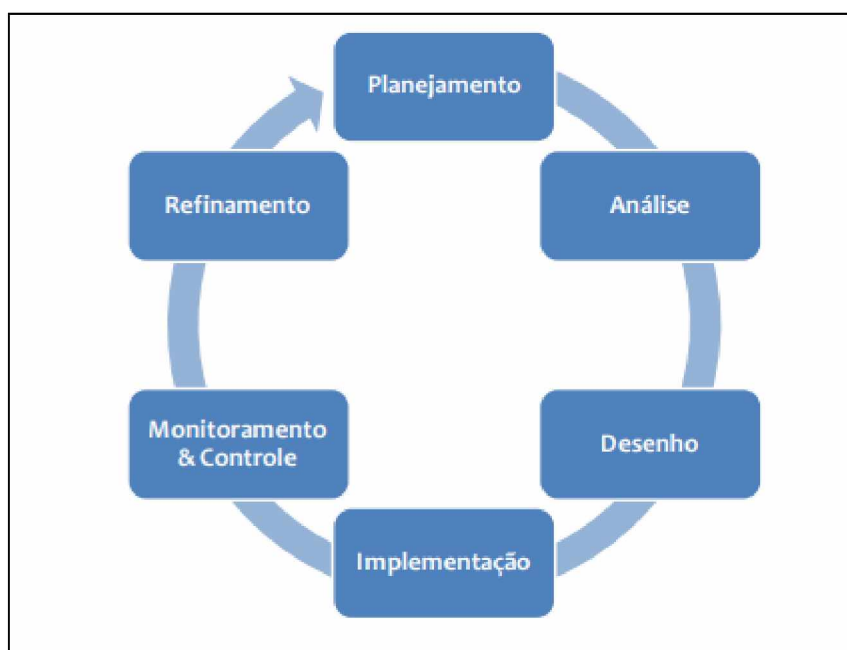 Planejamento
Análise
Desenho
Implementação
Monitoramento
& Controle
Refinamento